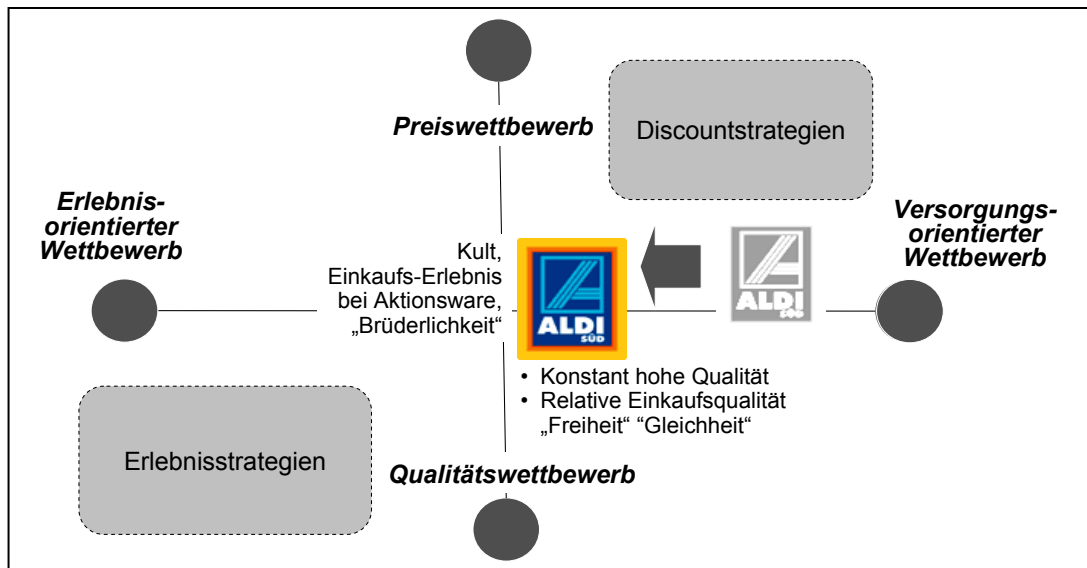 Preiswettbewerb
Discountstrategien
Erlebnis-
orientierter
Wettbewerb
Versorgungs-
orientierter
Wettbewerb
Kult,
Einkaufs-Erlebnis
bei Aktionsware,
„Brüderlichkeit“
ALDI
SÜD
ALDI
SÜD
• Konstant hohe Qualität
• Relative Einkaufsqualität
„Freiheit“ “Gleichheit“
Erlebnisstrategien
Qualitätswettbewerb